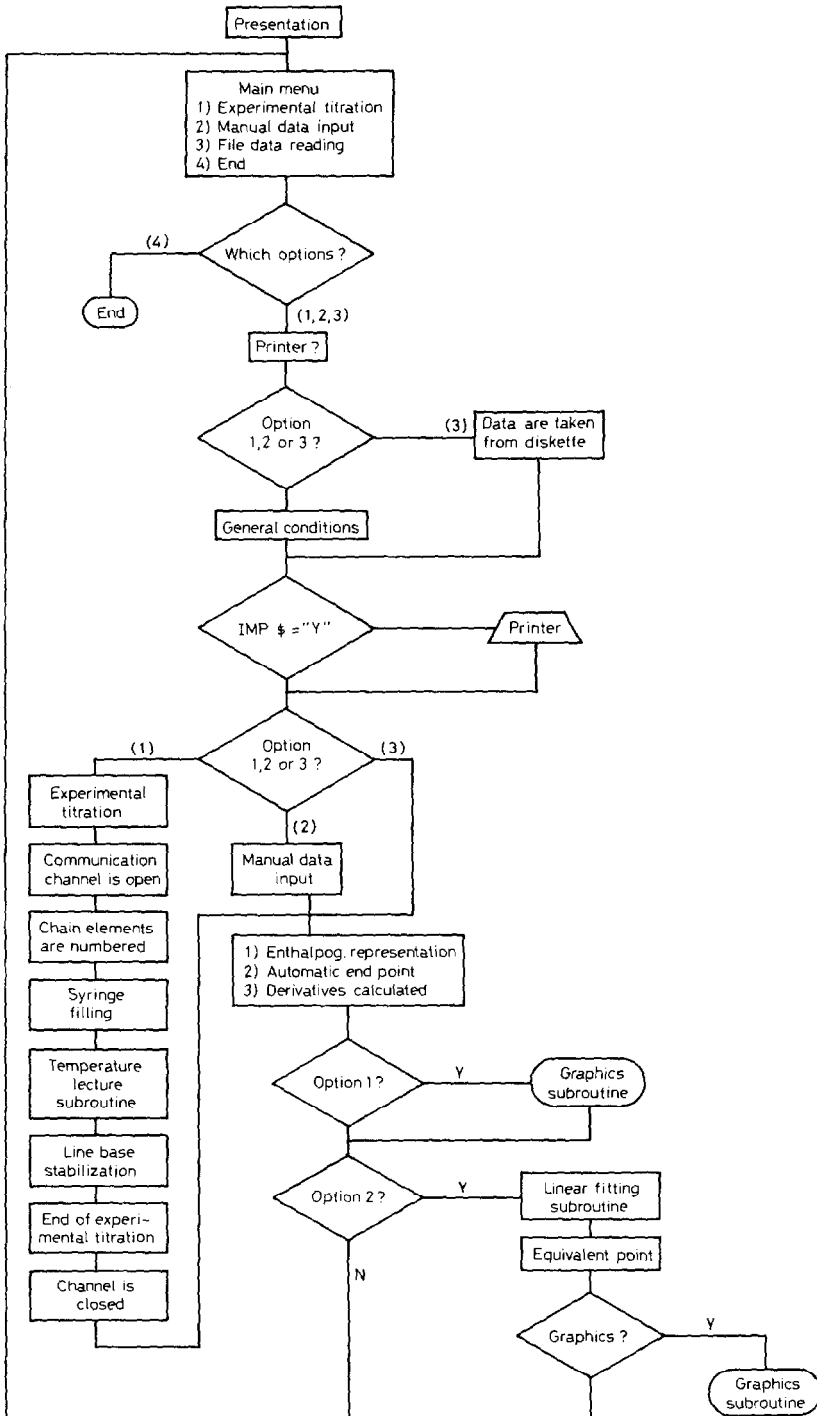 Presentation
Main menu
1) Experimental titration
2) Manual data input
3) File data reading
4) End
(4)
Which options ?
End
(1,2,3)
Printer ?
Option
1,2 or 3 ?
(3)
Data are taken
from diskette
General conditions
IMP $ ="Y"
Printer
(1)
Option
1,2 or 3 ?
(3)
(2)
Experimental
titration
Communication
channel is open
Chain elements
are numbered
Syringe
filling
Temperature
lecture
subroutine
Line base
stabilization
End of experi-
mental titration
Channel is
closed
Manual data
input
1) Enthalpog. representation
2) Automatic end point
3) Derivatives calculated
Option 1?
Y
Graphics
subroutine
Option 2?
Y
Linear fitting
subroutine
N
Equivalent point
Graphics ?
Y
Graphics
subroutine